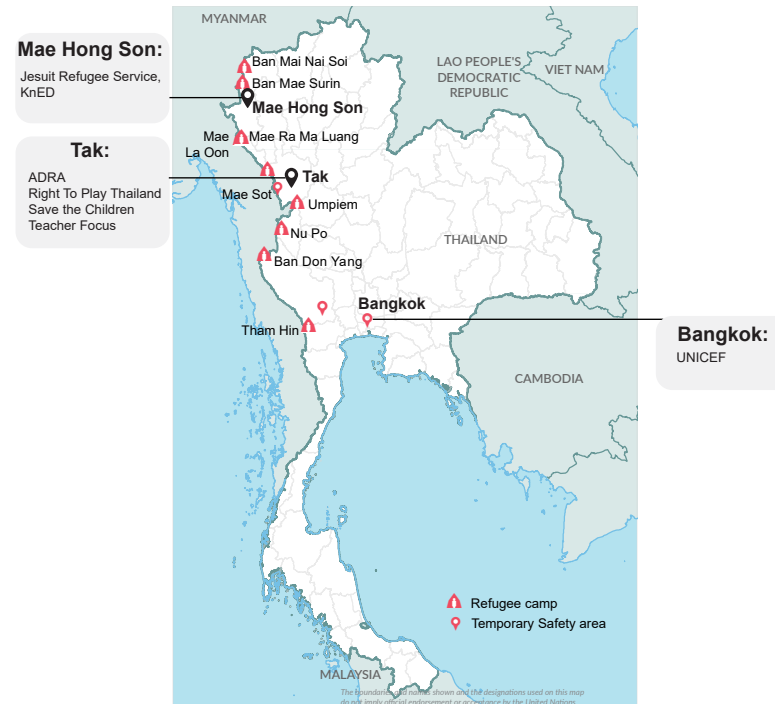 MYANMAR
Mae Hong Son:
Jesuit Refugee Service,
KnED
Ban Mai Nai Soi
Ban Mae Surin
Mae Hong Son
LAO PEOPLE'S
DEMOCRATIC
REPUBLIC
VIET NAM
Mae
La Oon
Mae Ra Ma Luang
Tak:
ADRA
Right To Play Thailand
Save the Children
Teacher Focus
Tak
Mae Sot
Umpiem
Nu Po
Ban Don Yang
THAILAND
Bangkok
Tham Hin
Bangkok:
UNICEF
CAMBODIA
Refugee camp
Temporary Safety area
MALAYSIA
The boundaries and names shown and the designations used on this map
do not imply official endorsement or acceptance by the United Nations.